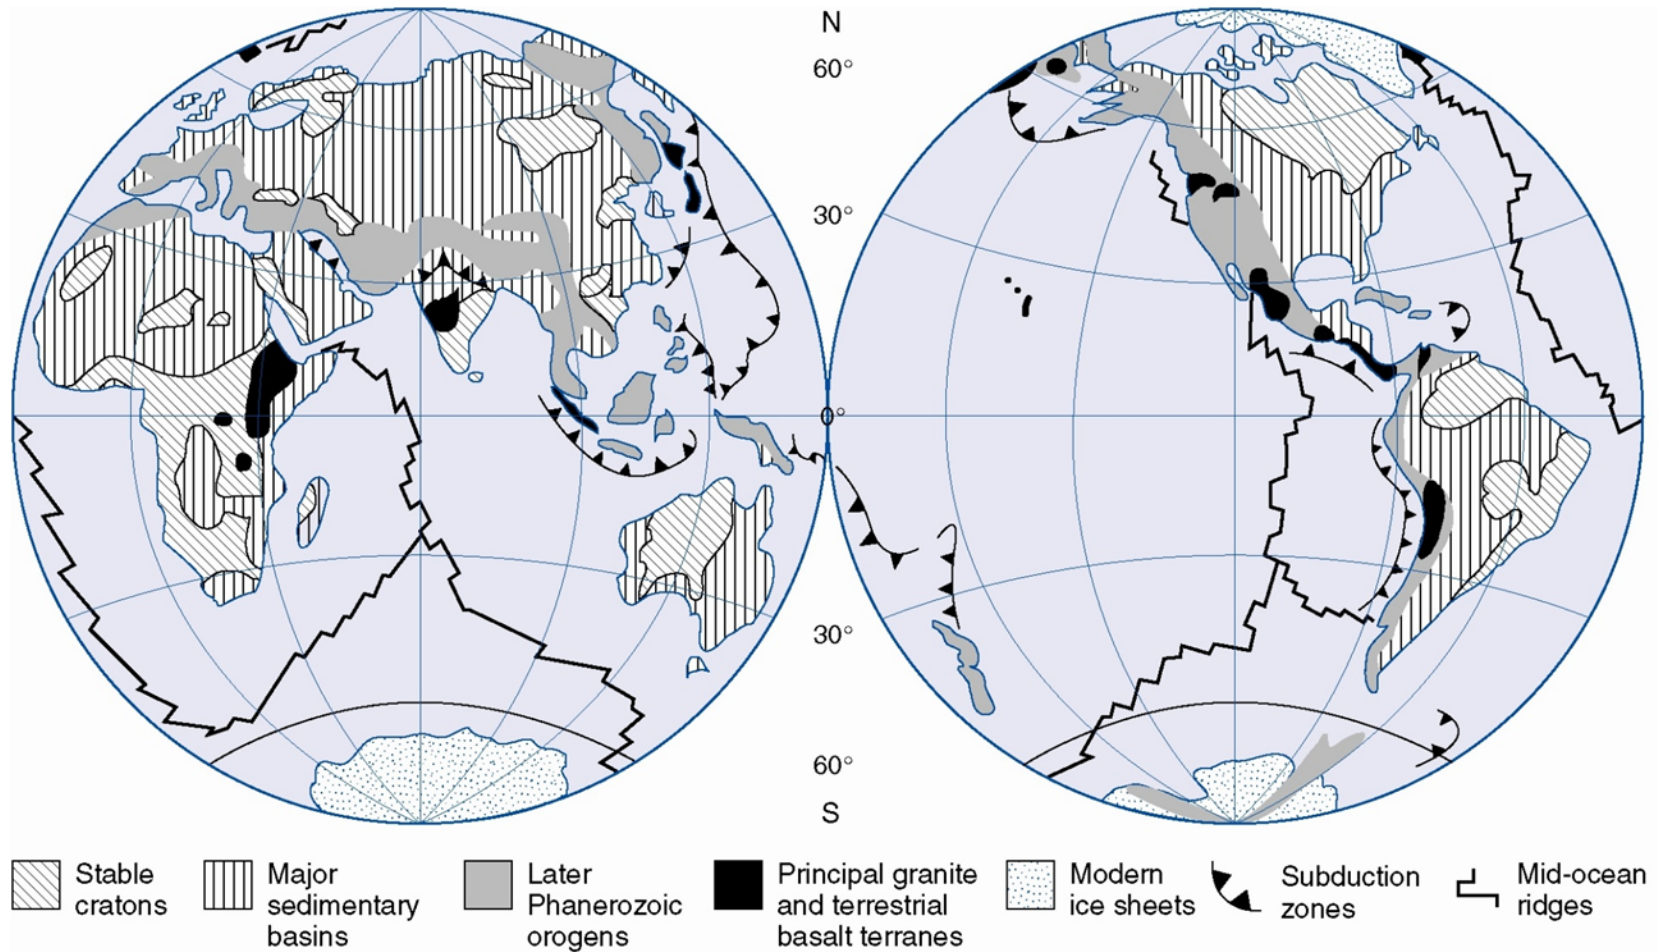 N
60°
30°
0°
30°
60°
S
Stable
cratons
Major
sedimentary
basins
Later
Phanerozoic
orogens
Principal granite
and terrestrial
basalt terranes
Modern
ice sheets
Subduction
zones
Mid-ocean
ridges